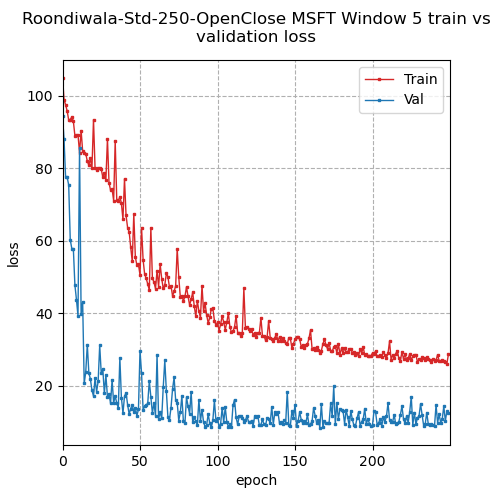 Roondiwala-Std-250-OpenClose MSFT Window 5 train vs
validation loss
Train
Val
100
80
60
40
20
loss
0
50
100
150
200
epoch